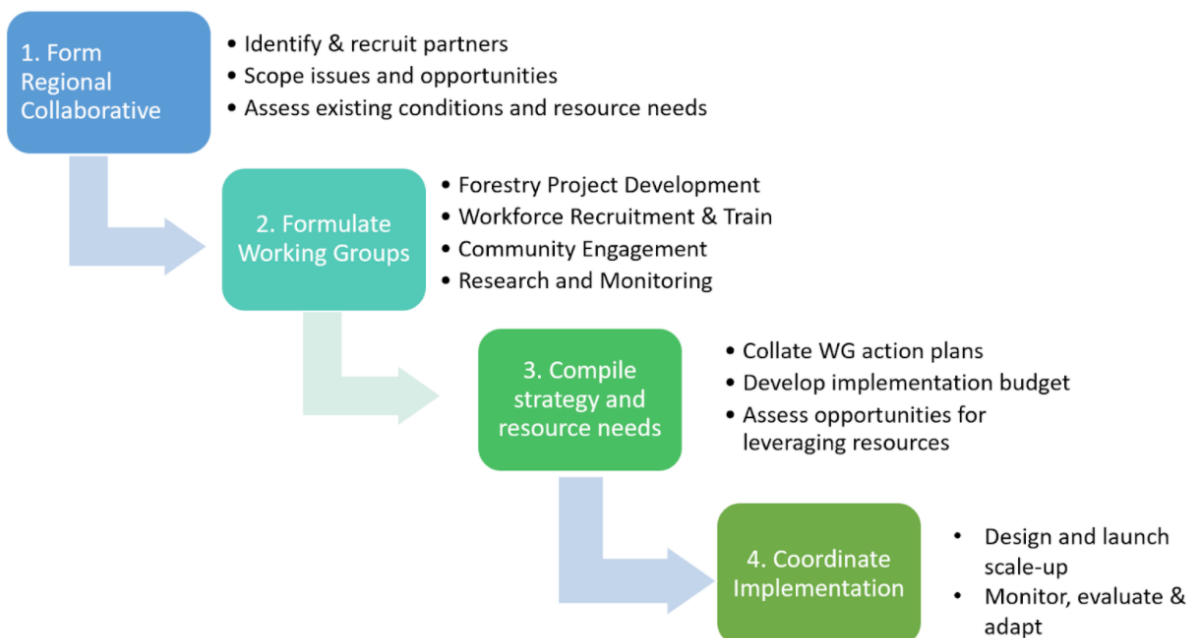 1. Form
Regional
Collaborative
• Identify & recruit partners
• Scope issues and opportunities
• Assess existing conditions and resource needs
2. Formulate
Working Groups
• Forestry Project Development
• Workforce Recruitment & Train
• Community Engagement
• Research and Monitoring
3. Compile
strategy and
resource needs
• Collate WG action plans
• Develop implementation budget
• Assess opportunities for
leveraging resources
4. Coordinate
Implementation
• Design and launch
scale-up
• Monitor, evaluate &
adapt